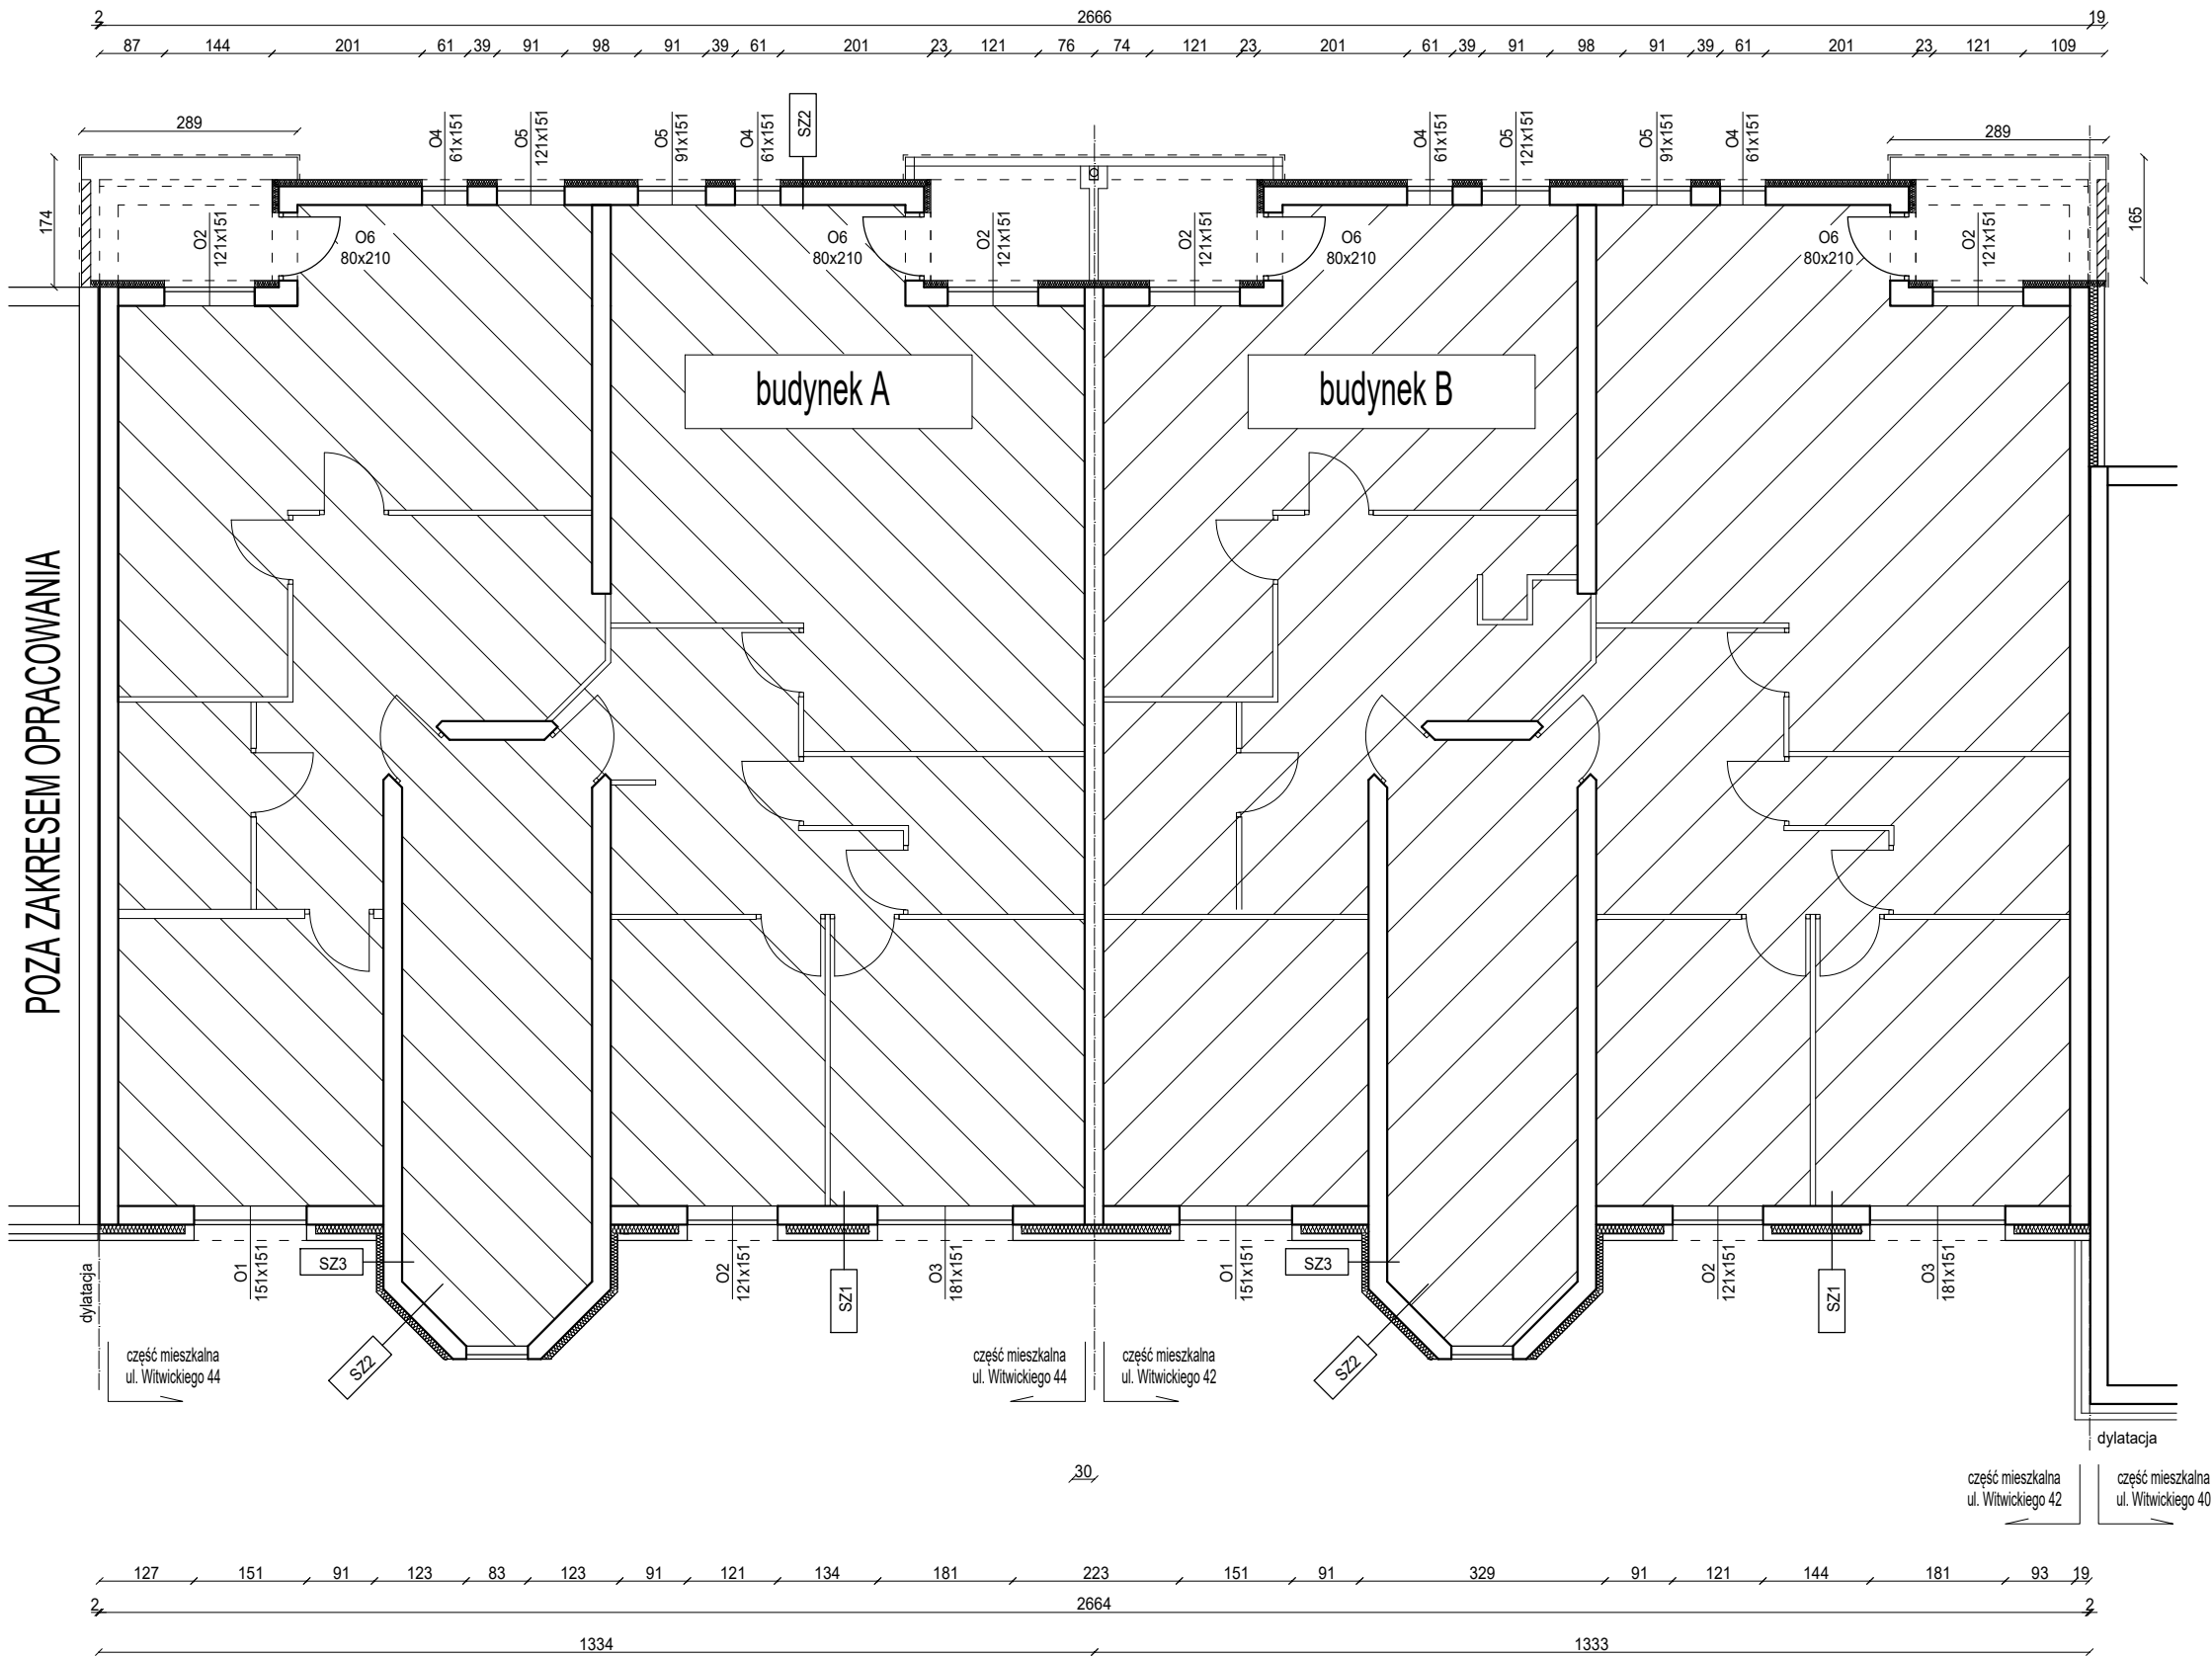 2 2666 19
87 144 201 61 39 91 98 91 39 61 201 23 121 76 74 121 23 201 61 39 91 98 91 39 61 201 23 121 109
289
289
O4
61x151
O5
121x151
O5
91x151
O4
61x151
SZ2
O4
61x151
O5
121x151
O5
91x151
O4
61x151
174
165
O2
121x151
O6
80x210
O6
80x210
O2
121x151
O2
121x151
O6
80x210
O6
80x210
O2
121x151
budynek A
budynek B
POZA ZAKRESEM OPRACOWANIA
dylatacja
O1
151x151
SZ3
SZ2
O2
121x151
SZ1
O3
181x151
O1
151x151
SZ3
SZ2
O2
121x151
SZ1
O3
181x151
część mieszkalna
ul. Witwickiego 44
część mieszkalna
ul. Witwickiego 44
część mieszkalna
ul. Witwickiego 42
dylatacja
30
część mieszkalna
ul. Witwickiego 42
część mieszkalna
ul. Witwickiego 40
127 151 91 123 83 123 91 121 134 181 223 151 91 329 91 121 144 181 93 19
2 2664 2
1334 1333